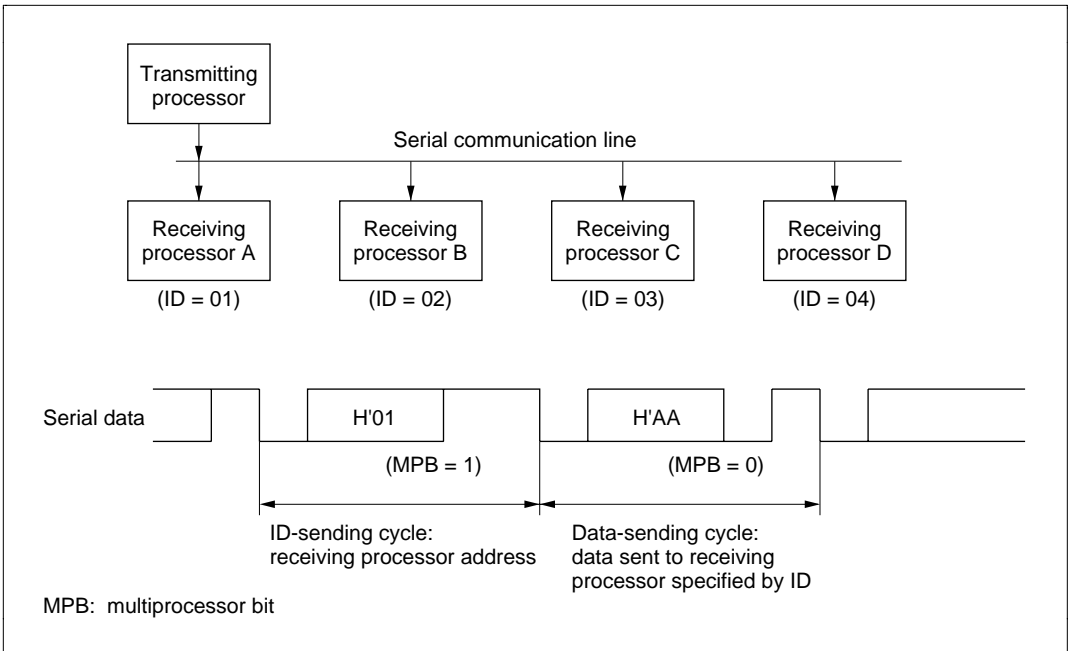 Transmitting
processor
Serial communication line
Receiving
processor A
Receiving
processor B
Receiving
processor C
Receiving
processor D
(ID = 01)
(ID = 02)
(ID = 03)
(ID = 04)
Serial data
H'01
H'AA
(MPB = 1)
(MPB = 0)
ID-sending cycle:
receiving processor address
Data-sending cycle:
data sent to receiving
processor specified by ID
MPB: multiprocessor bit